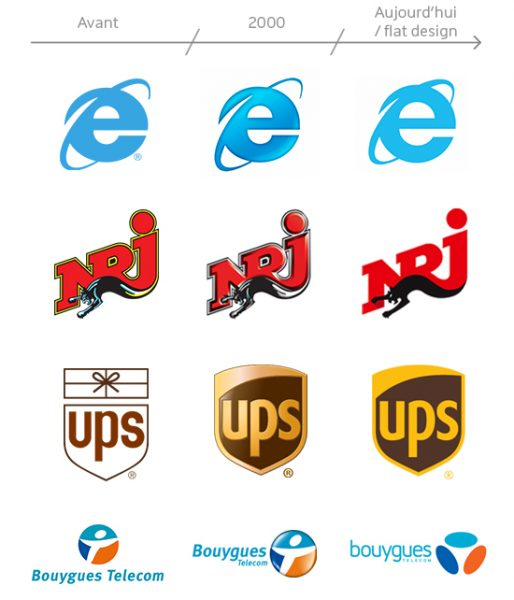 Avant
2000
Aujourd'hui
/ flat design
e
®
e
e
NRJ
NRJ
NRJ
ups
®
ups
®
ups
®
Bouygues Telecom
Bouygues
Telecom
bouygues
TELECOM